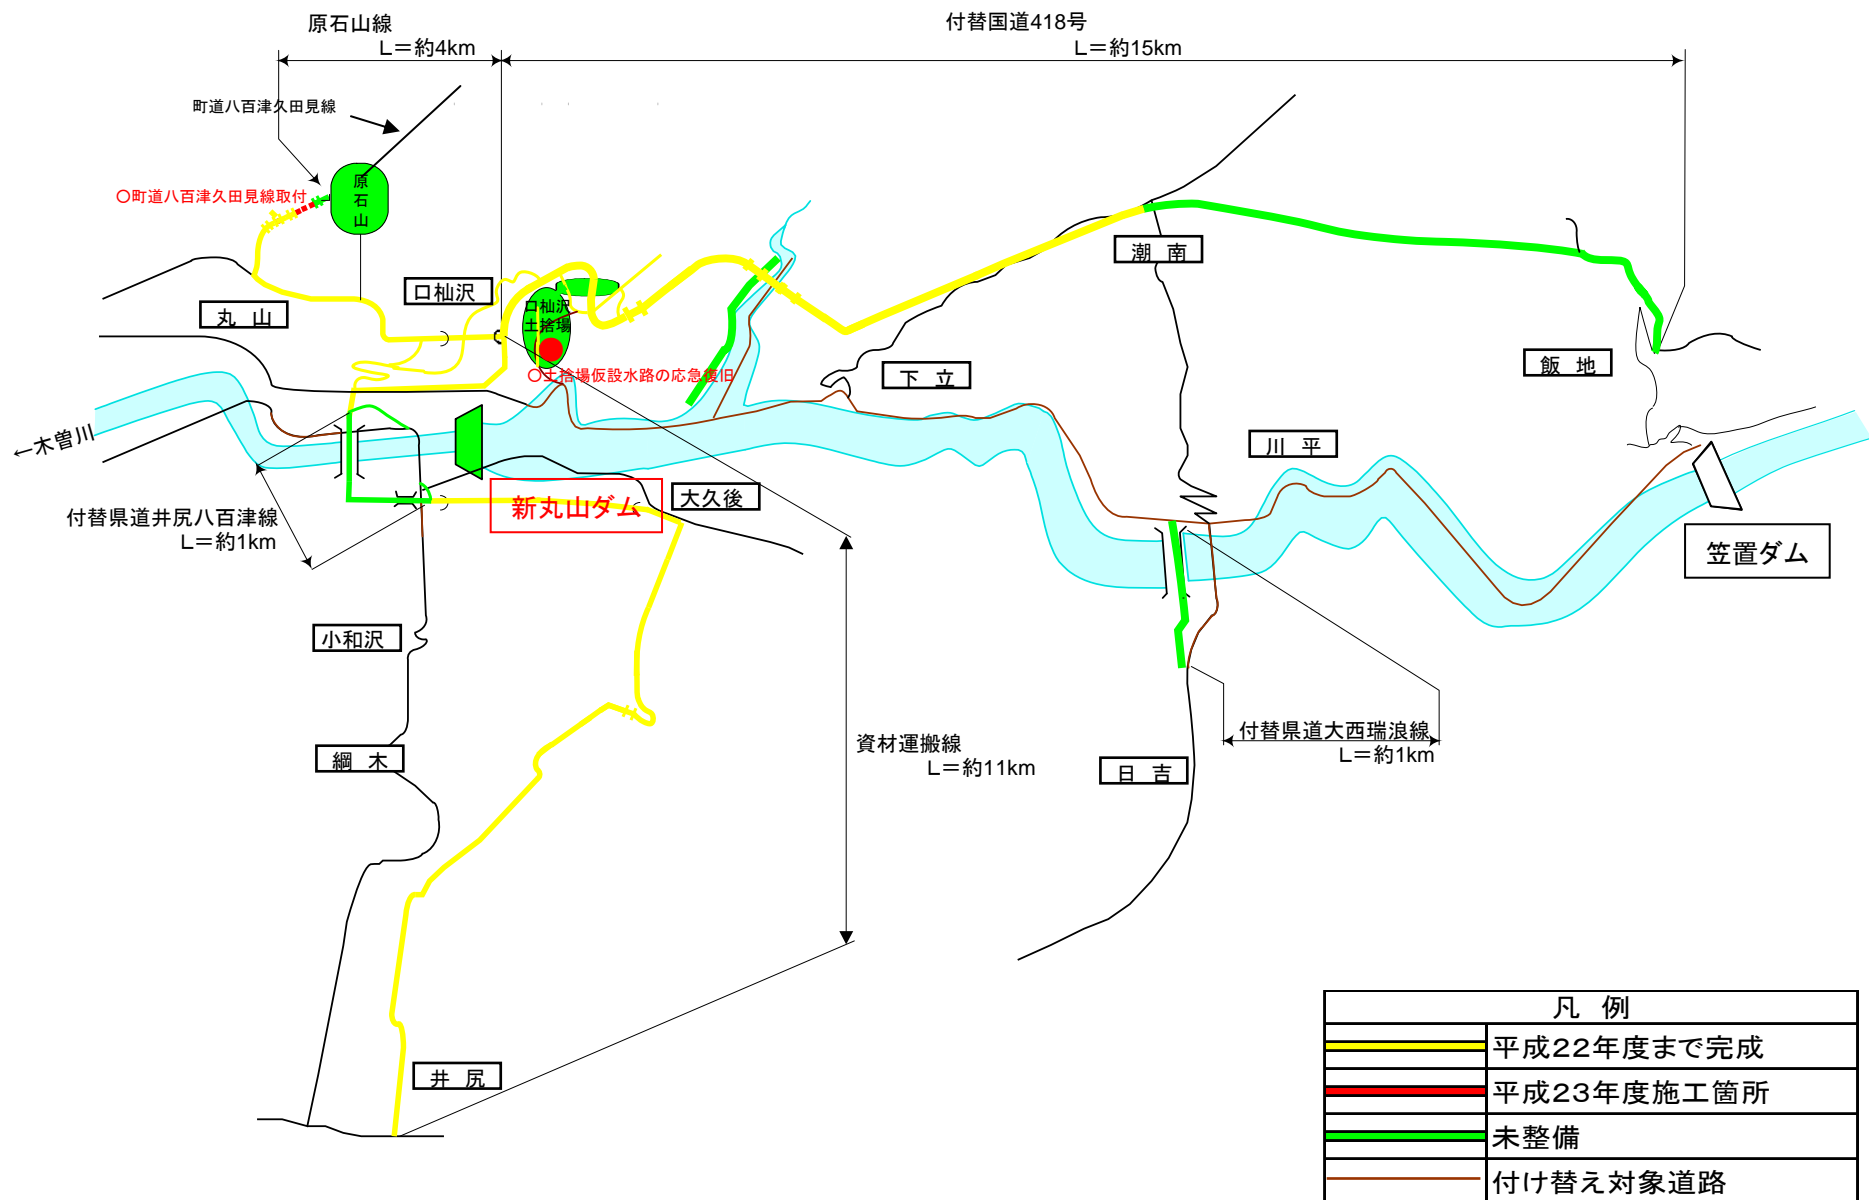 原石山線
L=約4km
付替国道418号
L=約15km
町道八百津久田見線
○町道八百津久田見線取付
原石山
口杣沢
丸 山
口杣沢
土捨場
○土捨場仮設水路の応急復旧
潮 南
下 立
飯 地
←木曽川
川 平
新丸山ダム
大久後
付替県道井尻八百津線
L=約1km
笠置ダム
小和沢
綱 木
資材運搬線
L=約11km
付替県道大西瑞浪線
L=約1km
日 吉
井 尻
凡 例
平成22年度まで完成
平成23年度施工箇所
未整備
付け替え対象道路